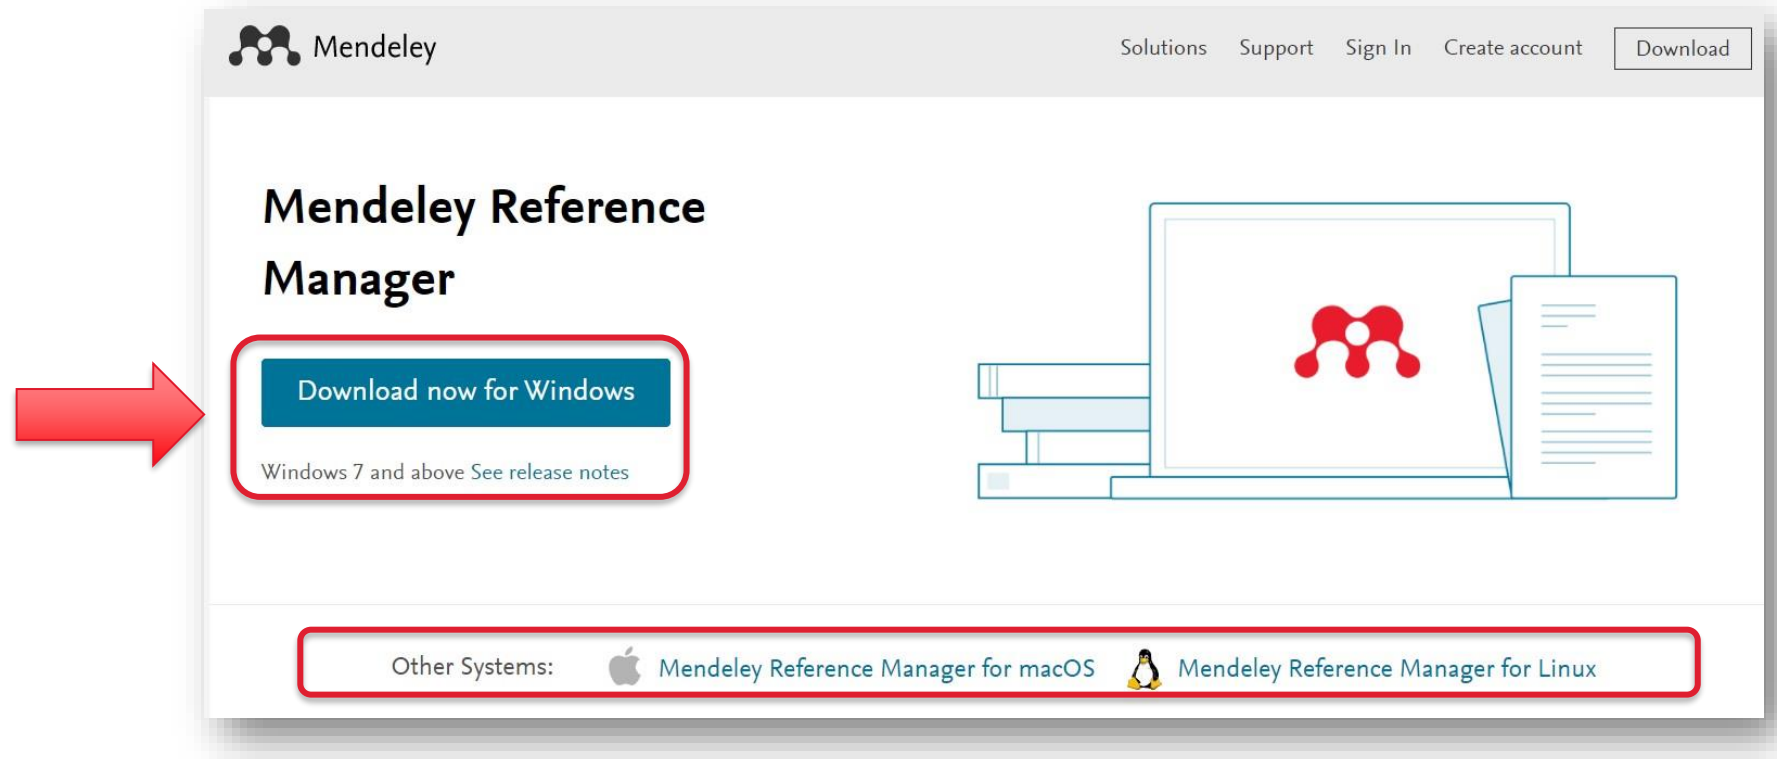 Mendeley
Solutions Support Sign In Create account Download
Mendeley Reference
Manager
Download now for Windows
Windows 7 and above See release notes
Other Systems: Mendeley Reference Manager for macOS Mendeley Reference Manager for Linux